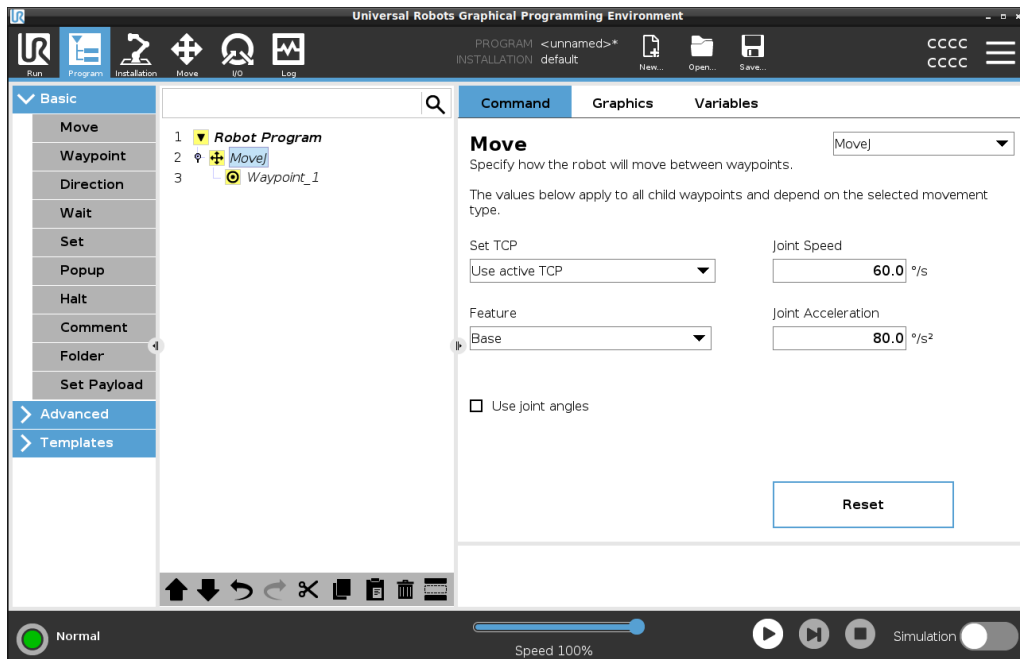 Universal Robots Graphical Programming Environment
UR
Run
Program
Installation
Move
I/O
Log
PROGRAM <unnamed>*
INSTALLATION default
New...
Open...
Save...
CCCC
CCCC
Basic
Move
Waypoint
Direction
Wait
Set
Popup
Halt
Comment
Folder
Set Payload
Advanced
Templates
1 Robot Program
2 MoveJ
3 Waypoint_1
Command Graphics Variables
Move
MoveJ
Specify how the robot will move between waypoints.
The values below apply to all child waypoints and depend on the selected movement
type.
Set TCP
Joint Speed
Use active TCP
60.0 °/s
Feature
Joint Acceleration
Base
80.0 °/s²
Use joint angles
Reset
Normal
Speed 100%
Simulation